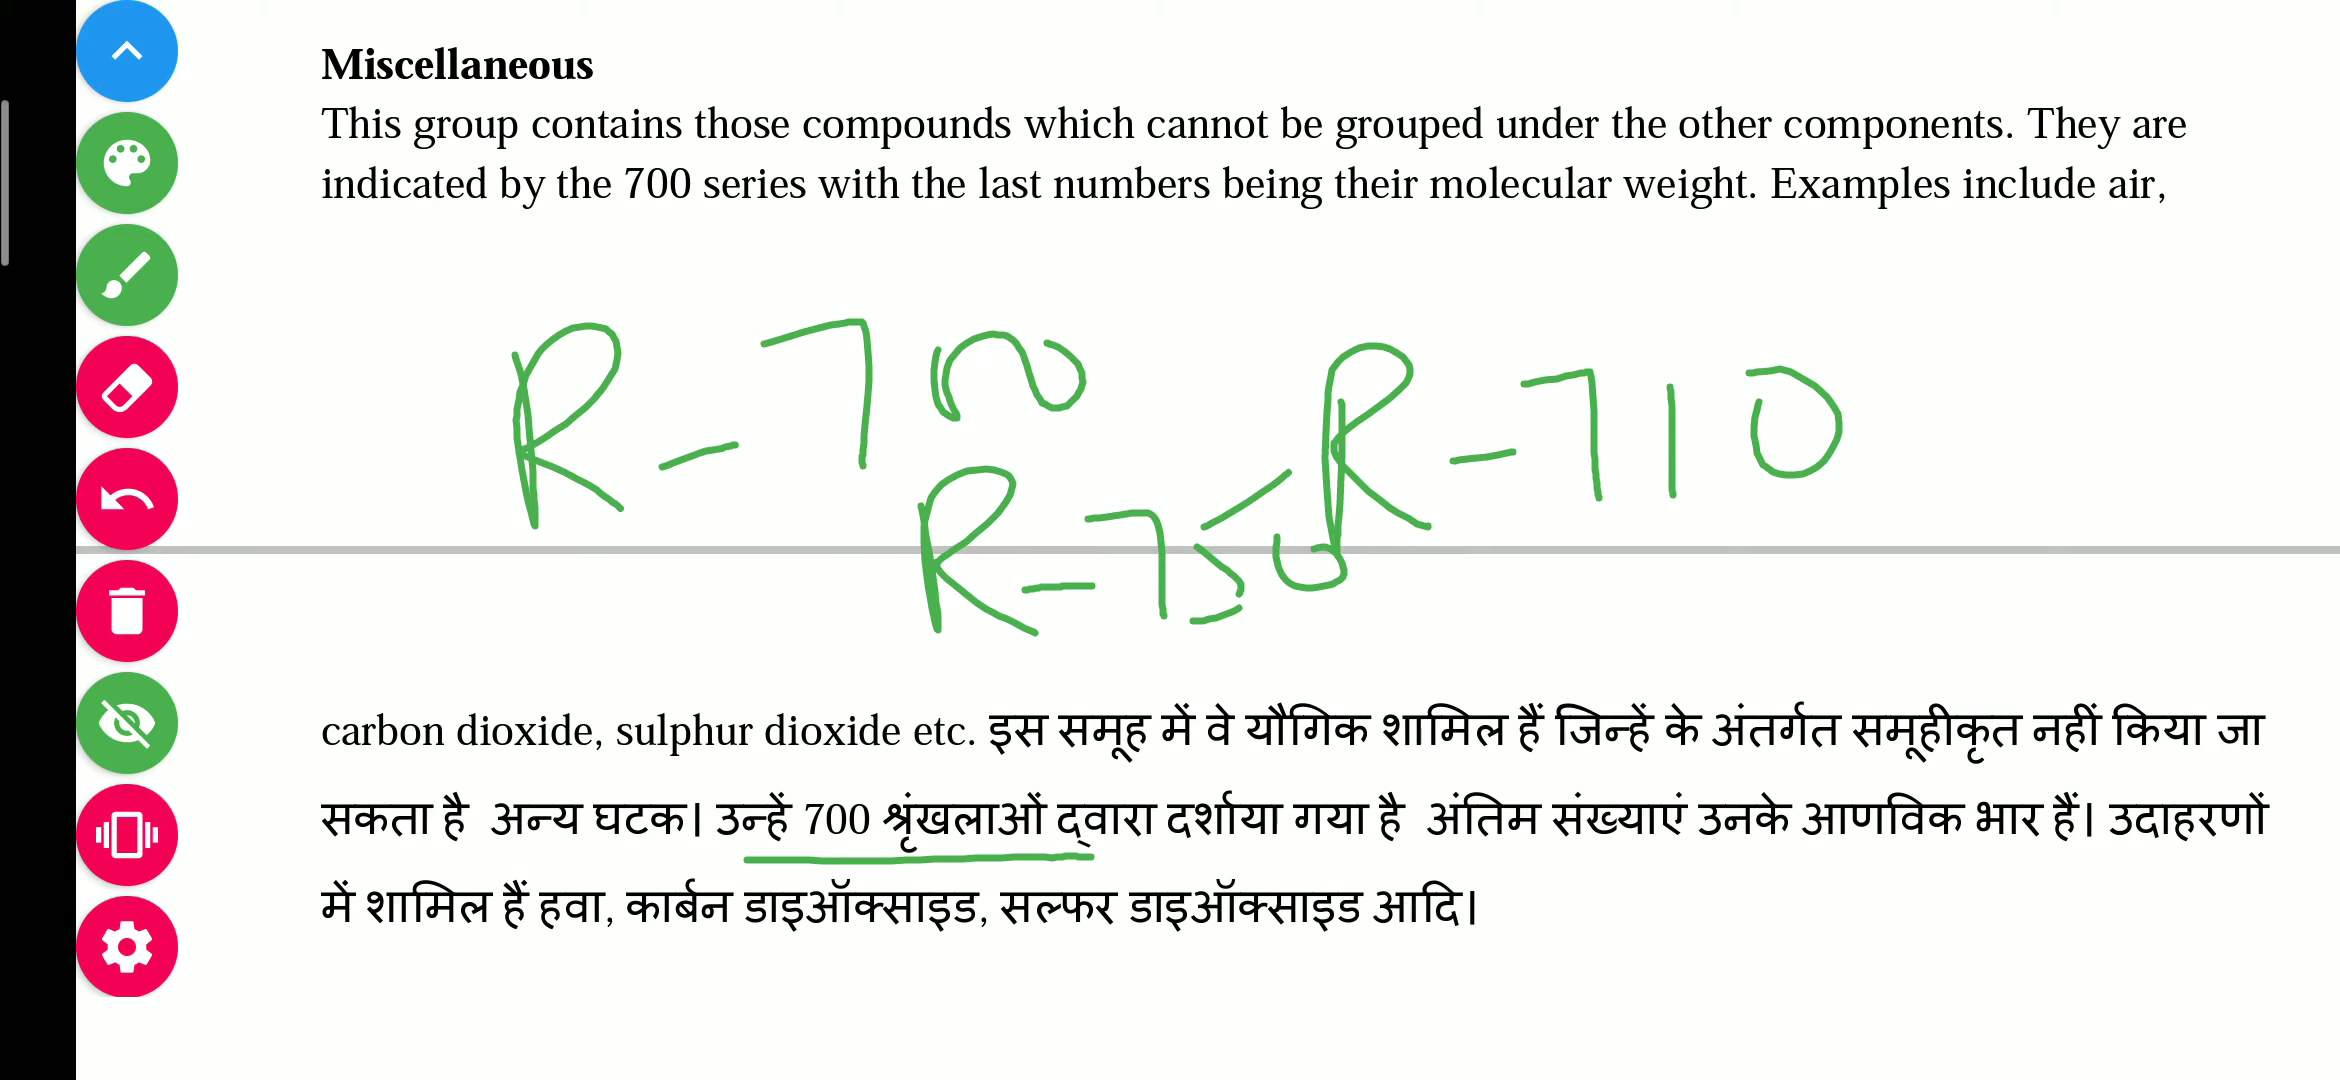 Miscellaneous
This group contains those compounds which cannot be grouped under the other components. They are
indicated by the 700 series with the last numbers being their molecular weight. Examples include air,
R-700
R-710
R-750
carbon dioxide, sulphur dioxide etc. इस समूह में वे यौगिक शामिल हैं जिन्हें के अंतर्गत समूहीकृत नहीं किया जा
सकता है अन्य घटक। उन्हें 700 श्रृंखलाओं द्वारा दर्शाया गया है अंतिम संख्याएं उनके आणविक भार हैं। उदाहरणों
में शामिल हैं हवा, कार्बन डाइऑक्साइड, सल्फर डाइऑक्साइड आदि।